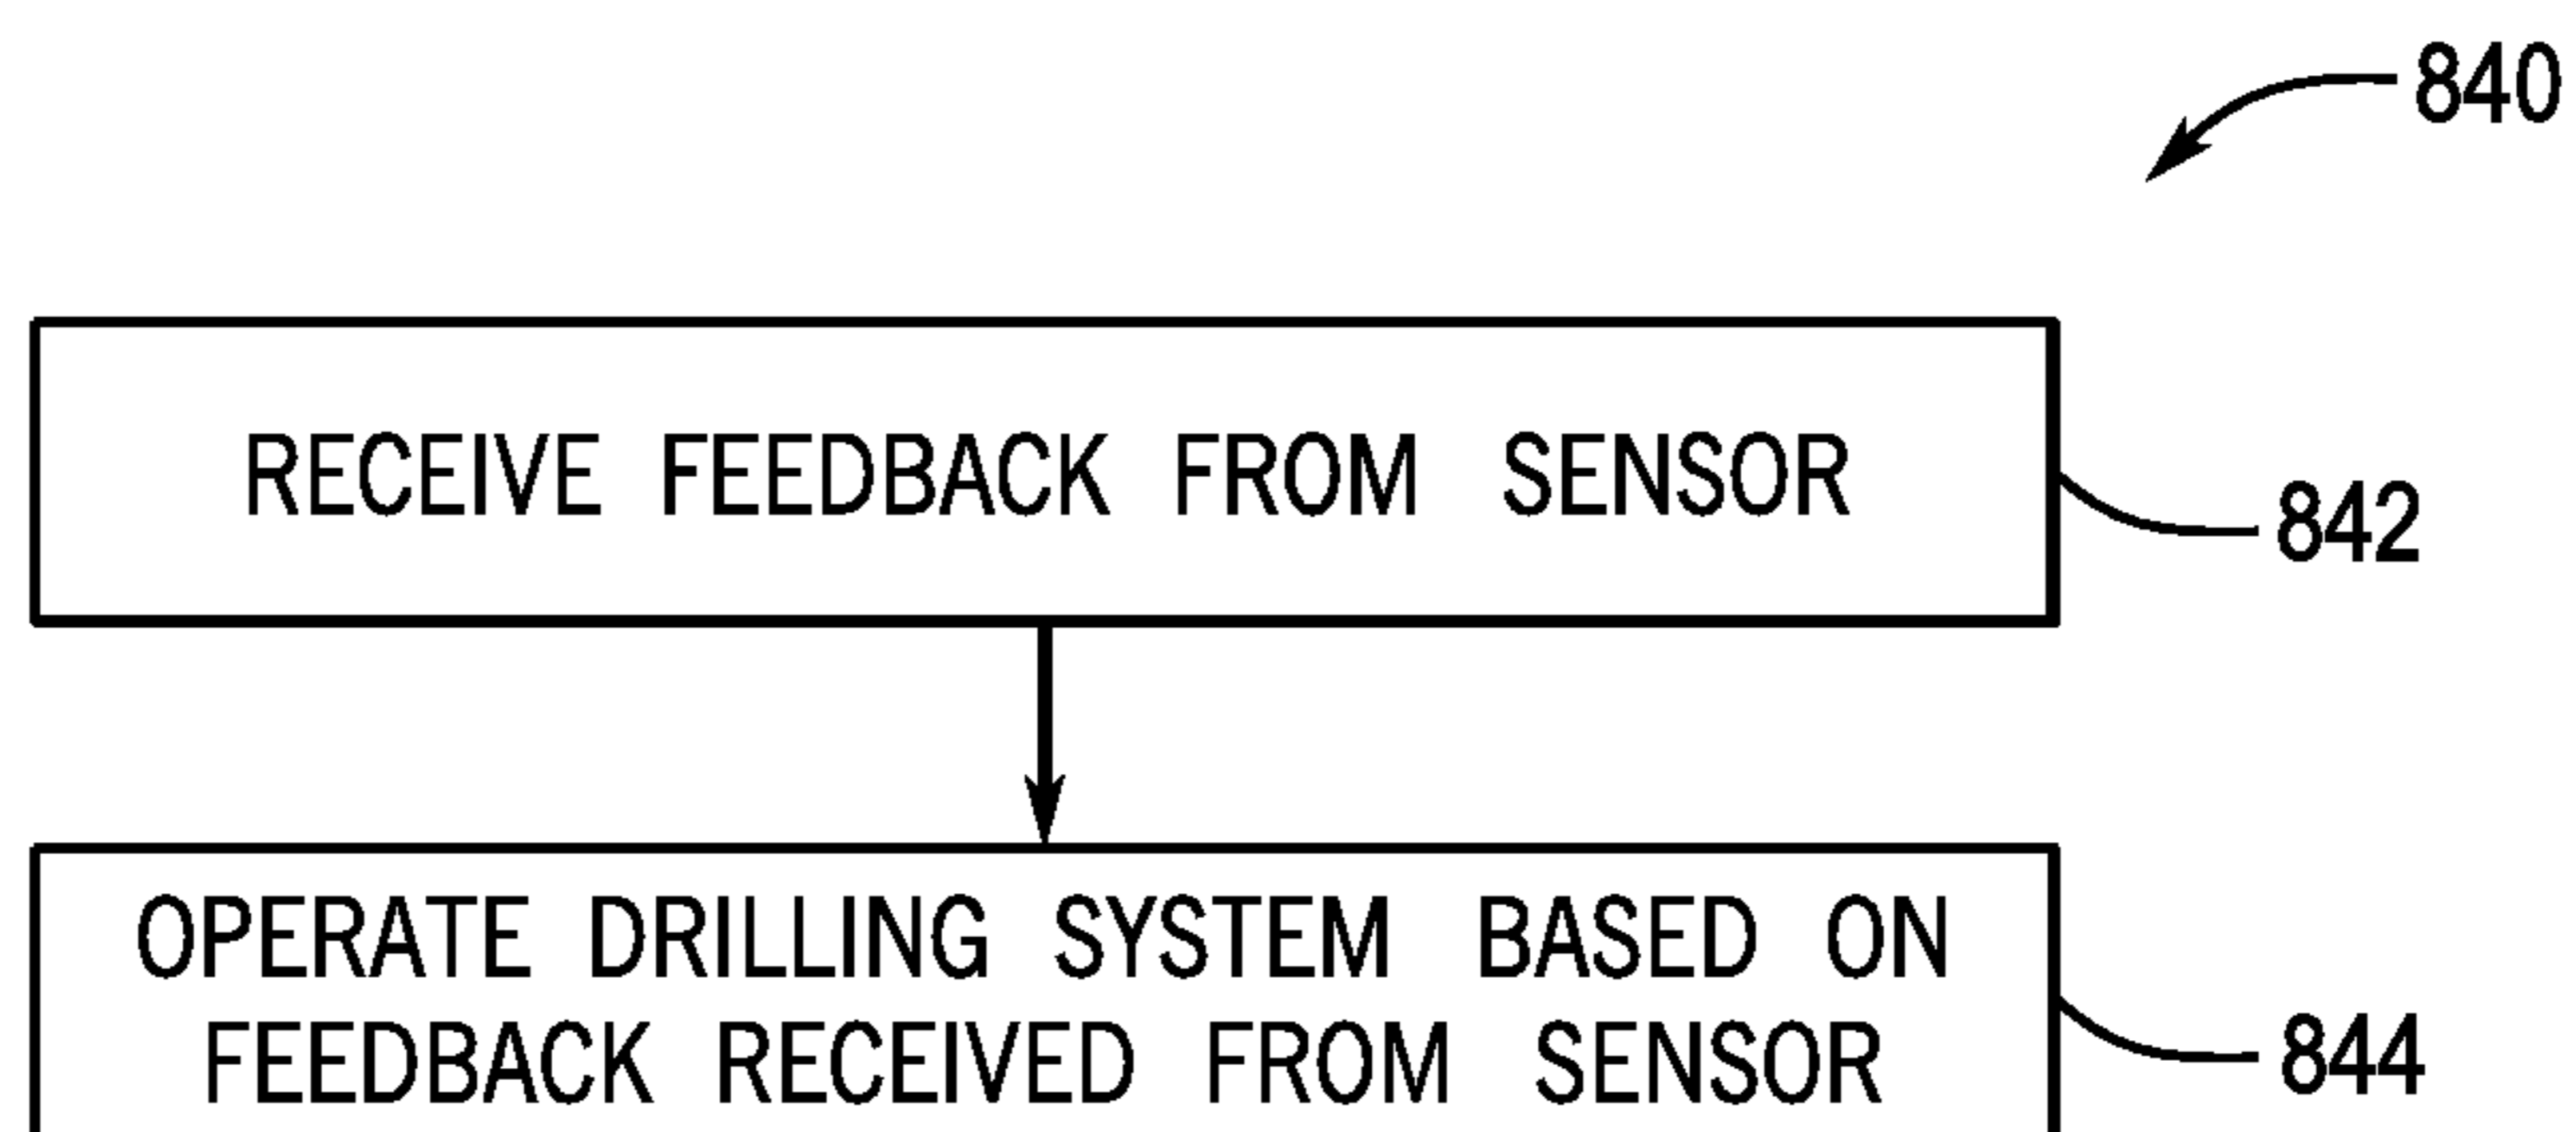 840
RECEIVE FEEDBACK FROM SENSOR
842
OPERATE DRILLING SYSTEM BASED ON
FEEDBACK RECEIVED FROM SENSOR
844